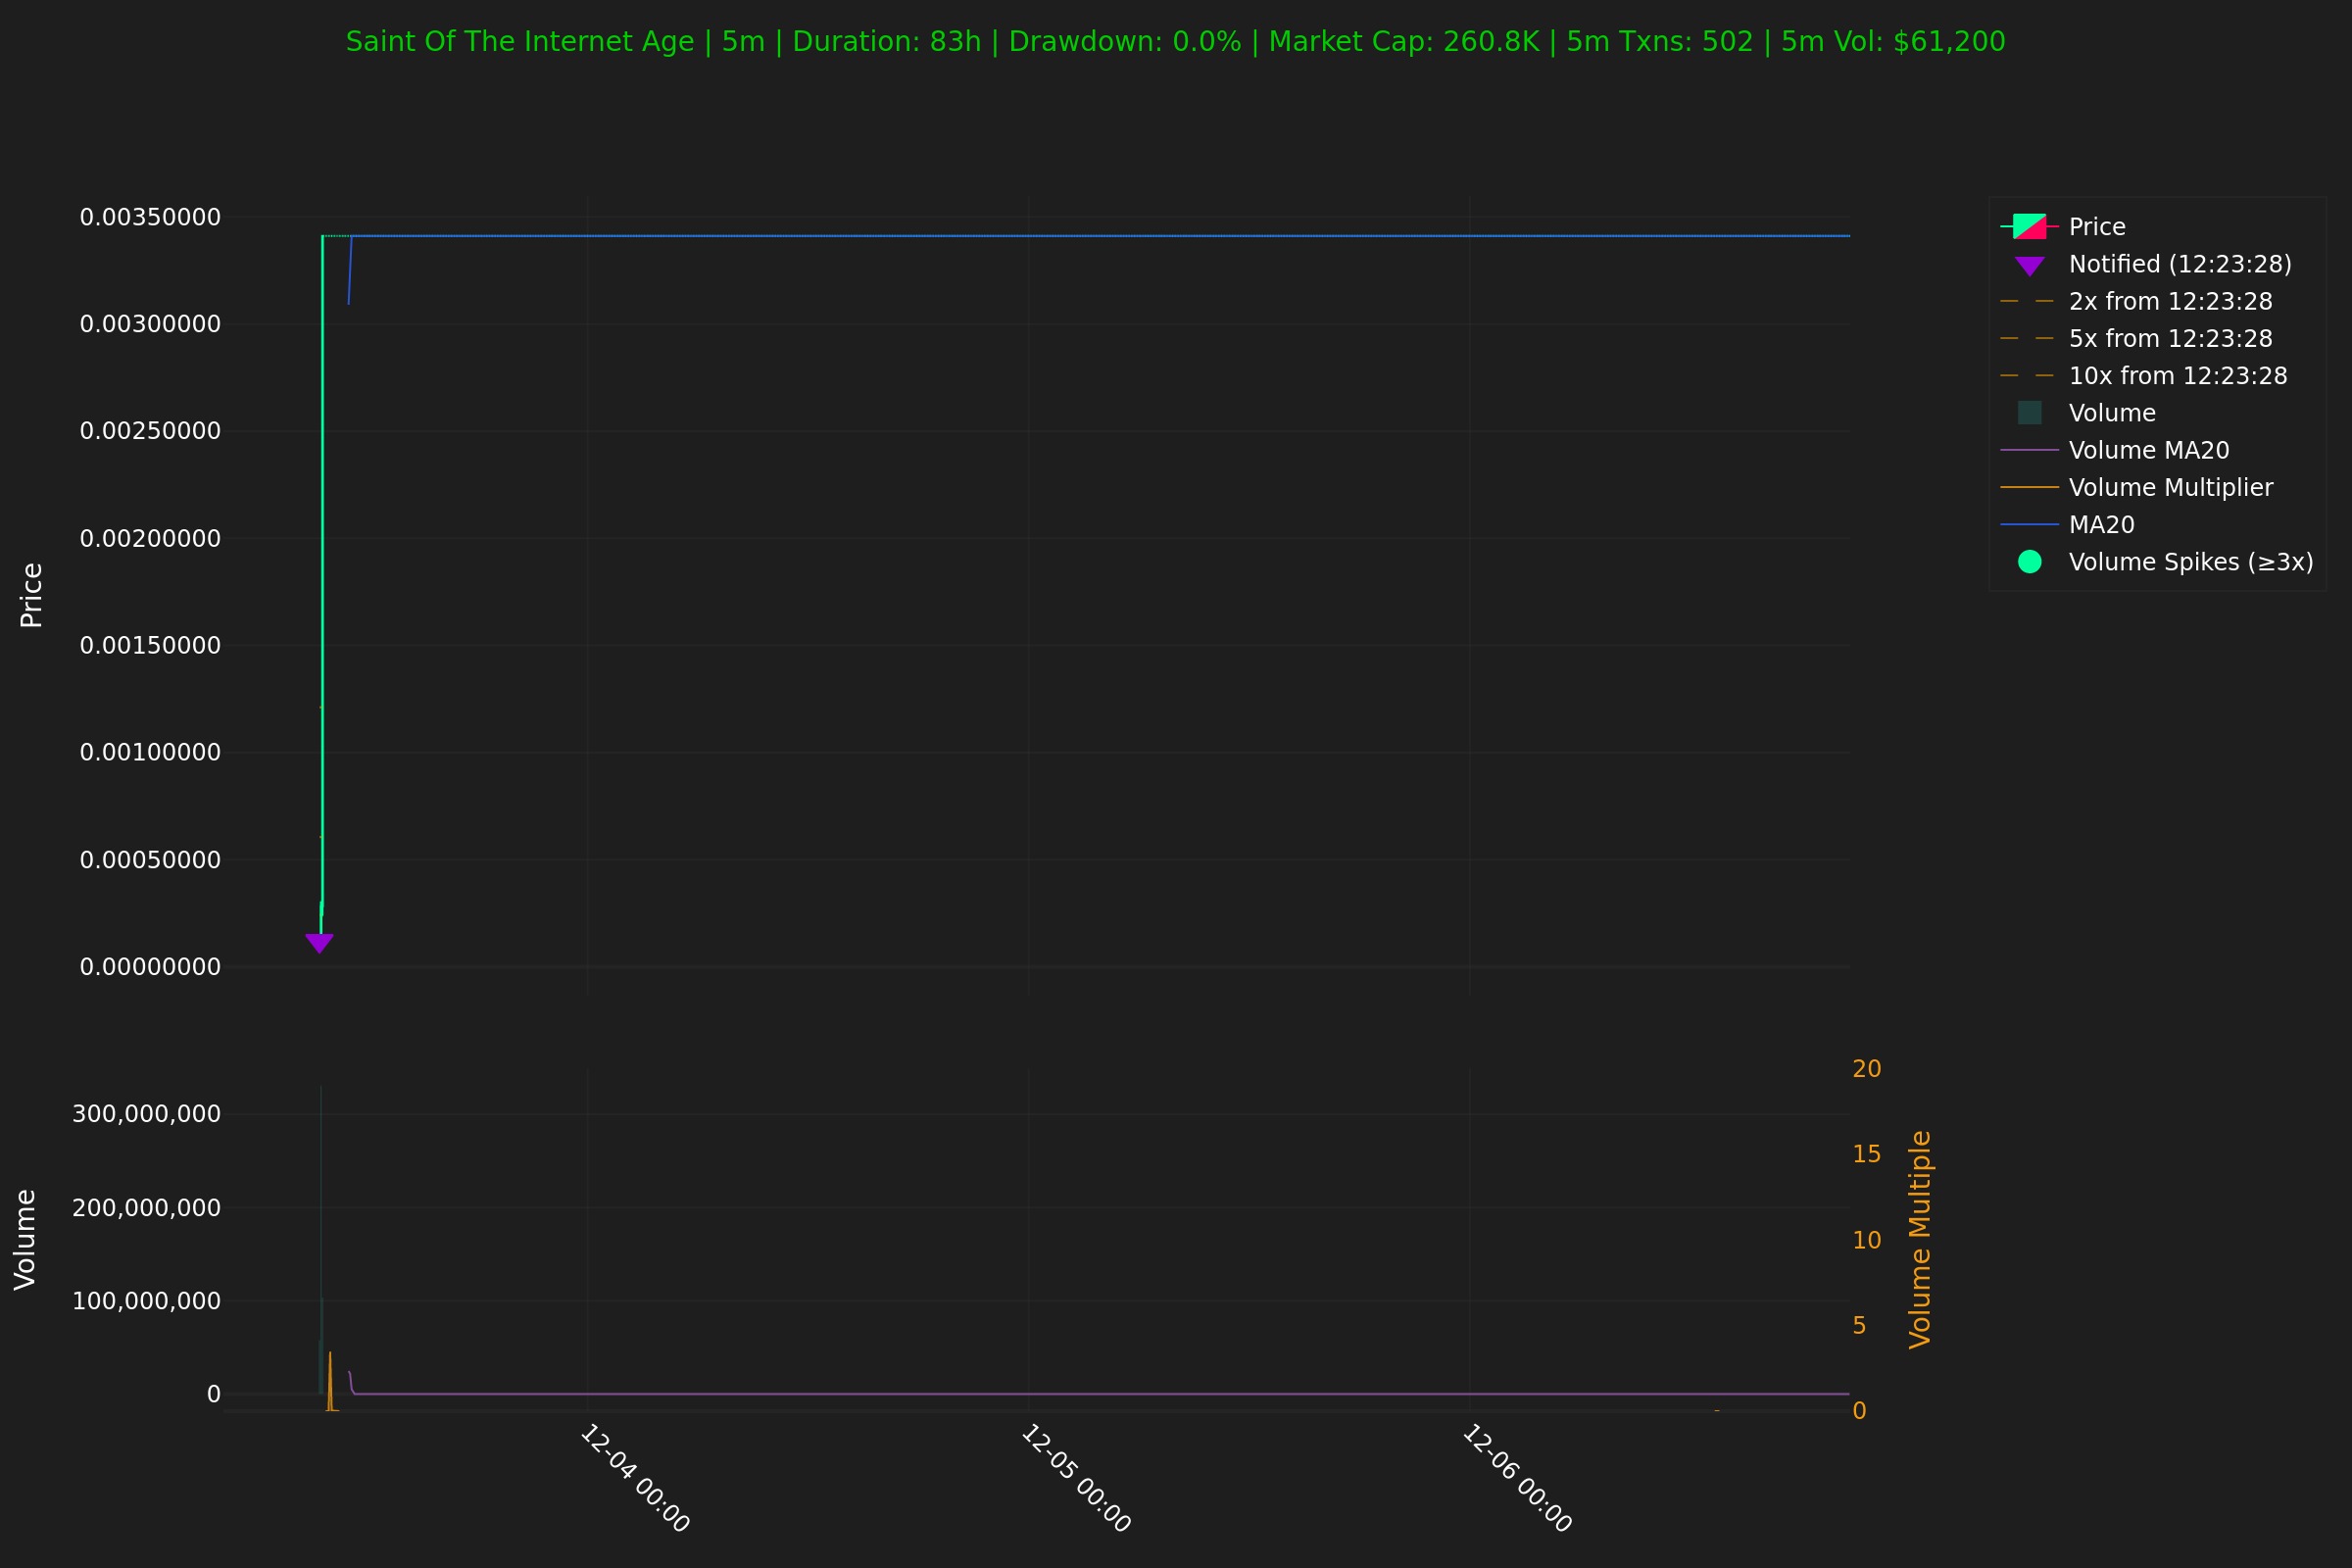 Saint Of The Internet Age | 5m | Duration: 83h | Drawdown: 0.0% | Market Cap: 260.8K | 5m Txns: 502 | 5m Vol: $61,200
Price
0.00350000
0.00300000
0.00250000
0.00200000
0.00150000
0.00100000
0.00050000
0.00000000
Price
Notified (12:23:28)
2x from 12:23:28
5x from 12:23:28
10x from 12:23:28
Volume
Volume MA20
Volume Multiplier
MA20
Volume Spikes (≥3x)
Volume
300,000,000
200,000,000
100,000,000
0
20
15
10
5
0
Volume Multiple
12-04 00:00
12-05 00:00
12-06 00:00